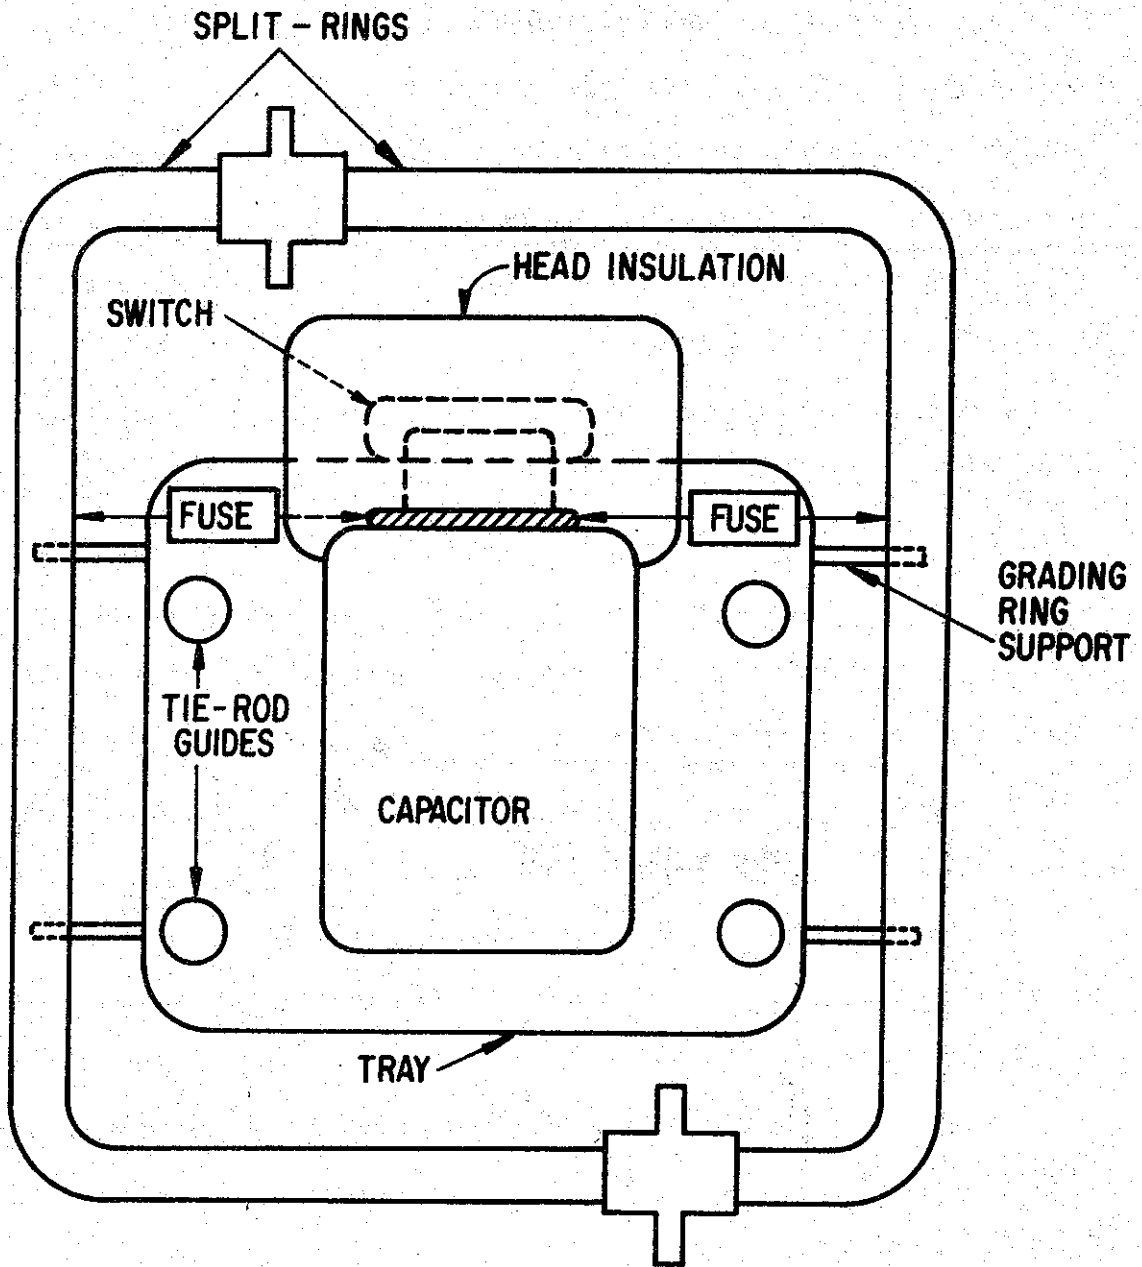 SPLIT - RINGS
HEAD INSULATION
SWITCH
FUSE
FUSE
GRADING
RING
SUPPORT
TIE-ROD
GUIDES
CAPACITOR
TRAY